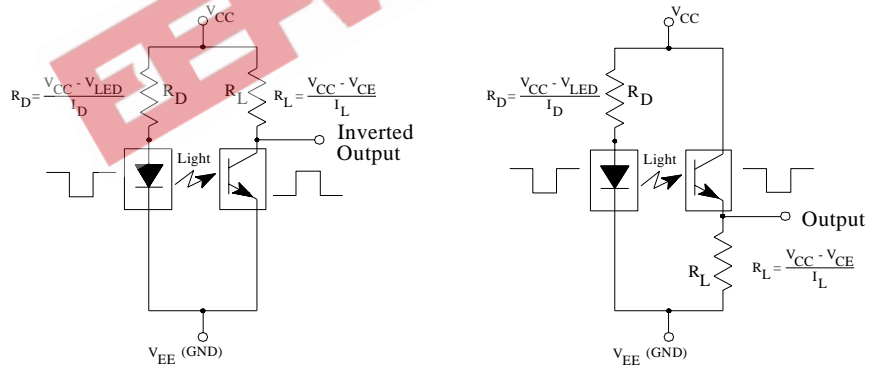 VCC
RD = (VCC - VLED) / ID
RD
RL
RL = (VCC - VCE) / IL
Inverted
Output
Light
VEE (GND)
VCC
RD = (VCC - VLED) / ID
RD
Light
Output
RL
RL = (VCC - VCE) / IL
VEE (GND)